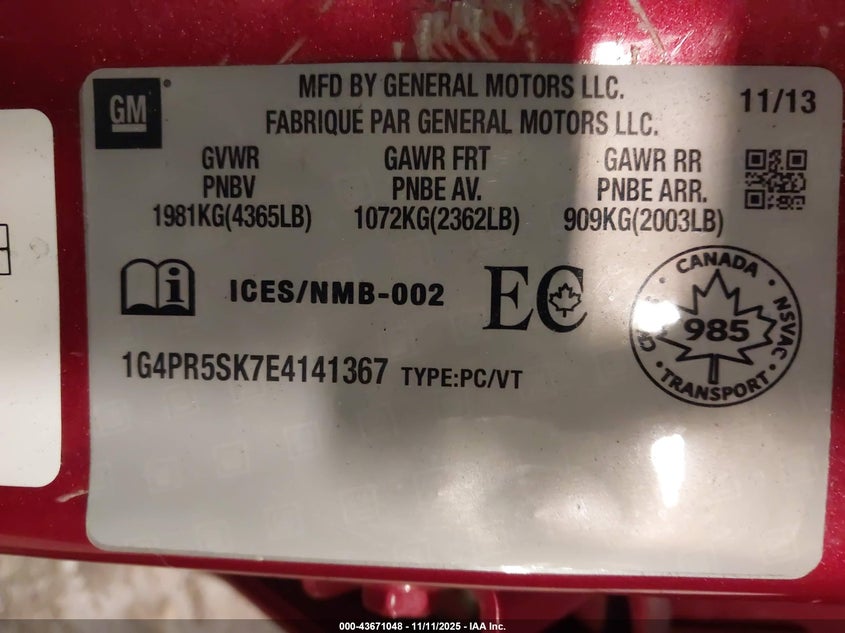 GM
MFD BY GENERAL MOTORS LLC.
FABRIQUE PAR GENERAL MOTORS LLC.
11/13
GVWR
PNBV
1981KG(4365LB)
GAWR FRT
PNBE AV.
1072KG(2362LB)
GAWR RR
PNBE ARR.
909KG(2003LB)
ICES/NMB-002
EC
CANADA
985
NSVAC
TRANSPORT
1G4PR5SK7E4141367 TYPE:PC/VT
000-43671048 - 11/11/2025 - IAA Inc.